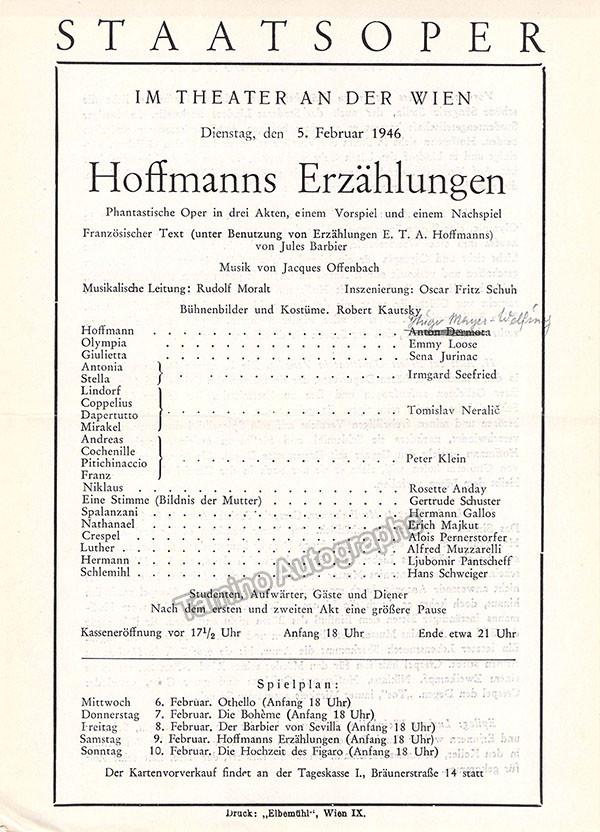 STAATSOPER
IM THEATER AN DER WIEN
Dienstag, den 5. Februar 1946
Hoffmanns Erzählungen
Phantastische Oper in drei Akten, einem Vorspiel und einem Nachspiel
Französischer Text (unter Benutzung von Erzählungen E. T. A. Hoffmanns)
von Jules Barbier
Musik von Jacques Offenbach
Musikalische Leitung: Rudolf Moralt Inszenierung: Oscar Fritz Schuh
Bühnenbilder und Kostüme. Robert Kautsky
Hugo Meyer-Welfing
Hoffmann . . . . . . . . . . . . . Anton Dermota
Olympia . . . . . . . . . . . . . Emmy Loose
Giulietta . . . . . . . . . . . . . Sena Jurinac
Antonia
Stella
} . . . . . . . . . . . . . Irmgard Seefried
Lindorf
Coppelius
Dapertutto
Mirakel
} . . . . . . . . . . . . . Tomislav Neralič
Andreas
Cochenille
Pitichinaccio
Franz
} . . . . . . . . . . . . . Peter Klein
Niklaus . . . . . . . . . . . . . Rosette Anday
Eine Stimme (Bildnis der Mutter) . . . . . . . . Gertrude Schuster
Spalanzani . . . . . . . . . . . . . Hermann Gallos
Nathanael . . . . . . . . . . . . . Erich Majkut
Crespel . . . . . . . . . . . . . Alois Pernerstorfer
Luther . . . . . . . . . . . . . Alfred Muzzarelli
Hermann . . . . . . . . . . . . . Ljubomir Pantscheff
Schlemihl . . . . . . . . . . . . . Hans Schweiger
Tamino Autographs
Studenten, Aufwärter, Gäste und Diener
Nach dem ersten und zweiten Akt eine größere Pause
Kasseneröffnung vor 17½ Uhr Anfang 18 Uhr Ende etwa 21 Uhr
Spielplan:
Mittwoch 6. Februar. Othello (Anfang 18 Uhr)
Donnerstag 7. Februar. Die Bohème (Anfang 18 Uhr)
Freitag 8. Februar. Der Barbier von Sevilla (Anfang 18 Uhr)
Samstag 9. Februar. Hoffmanns Erzählungen (Anfang 18 Uhr)
Sonntag 10. Februar. Die Hochzeit des Figaro (Anfang 18 Uhr)
Der Kartenvorverkauf findet an der Tageskasse I., Bräunerstraße 14 statt
Druck: „Elbemühl“, Wien IX.